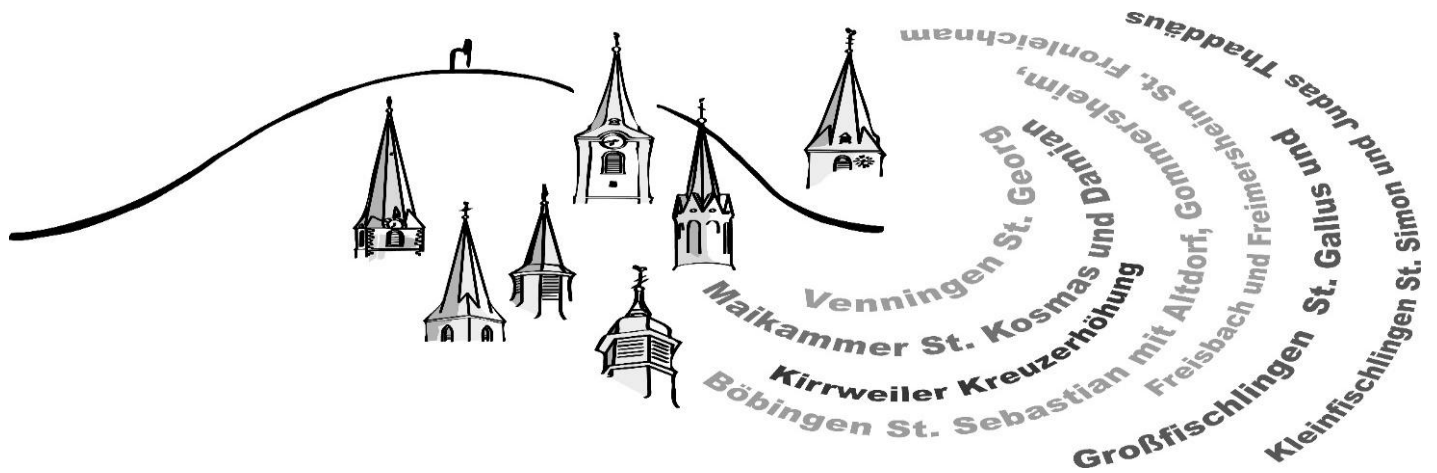 Venningen St. Georg
Maikammer St. Kosmas und Damian
Kirrweiler Kreuzerhöhung
Böbingen St. Sebastian mit Altdorf, Gommersheim,
Freisbach und Freimersheim St. Fronleichnam
Großfischlingen St. Gallus und
Kleinfischlingen St. Simon und Judas Thaddäus